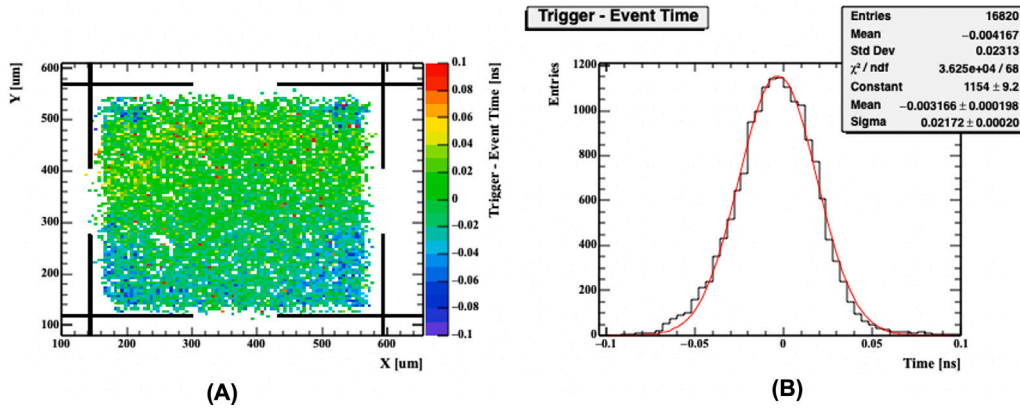 Y [um]
600
500
400
300
200
100
100 200 300 400 500 600
X [um]
0.1
0.08
0.06
0.04
0.02
0
−0.02
−0.04
−0.06
−0.08
−0.1
Trigger - Event Time [ns]
(A)
Trigger - Event Time
Entries 16820
Mean −0.004167
Std Dev 0.02313
χ² / ndf 3.625e+04 / 68
Constant 1154 ± 9.2
Mean −0.003166 ± 0.000198
Sigma 0.02172 ± 0.00020
Entries
1200
1000
800
600
400
200
0
−0.1 −0.05 0 0.05 0.1
Time [ns]
(B)